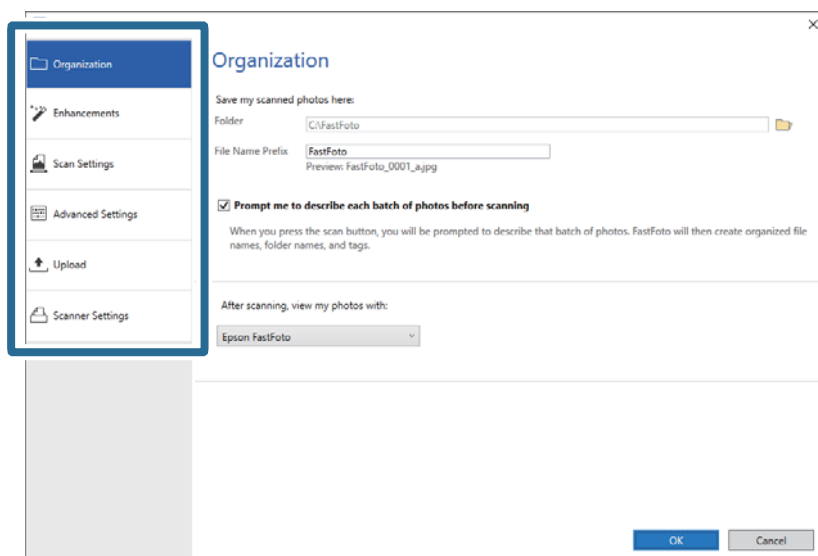 Organization
Enhancements
Scan Settings
Advanced Settings
Upload
Scanner Settings
Organization
Save my scanned photos here:
Folder
C:\FastFoto
File Name Prefix
FastFoto
Preview: FastFoto_0001_a.jpg
Prompt me to describe each batch of photos before scanning
When you press the scan button, you will be prompted to describe that batch of photos. FastFoto will then create organized file
names, folder names, and tags.
After scanning, view my photos with:
Epson FastFoto
OK
Cancel